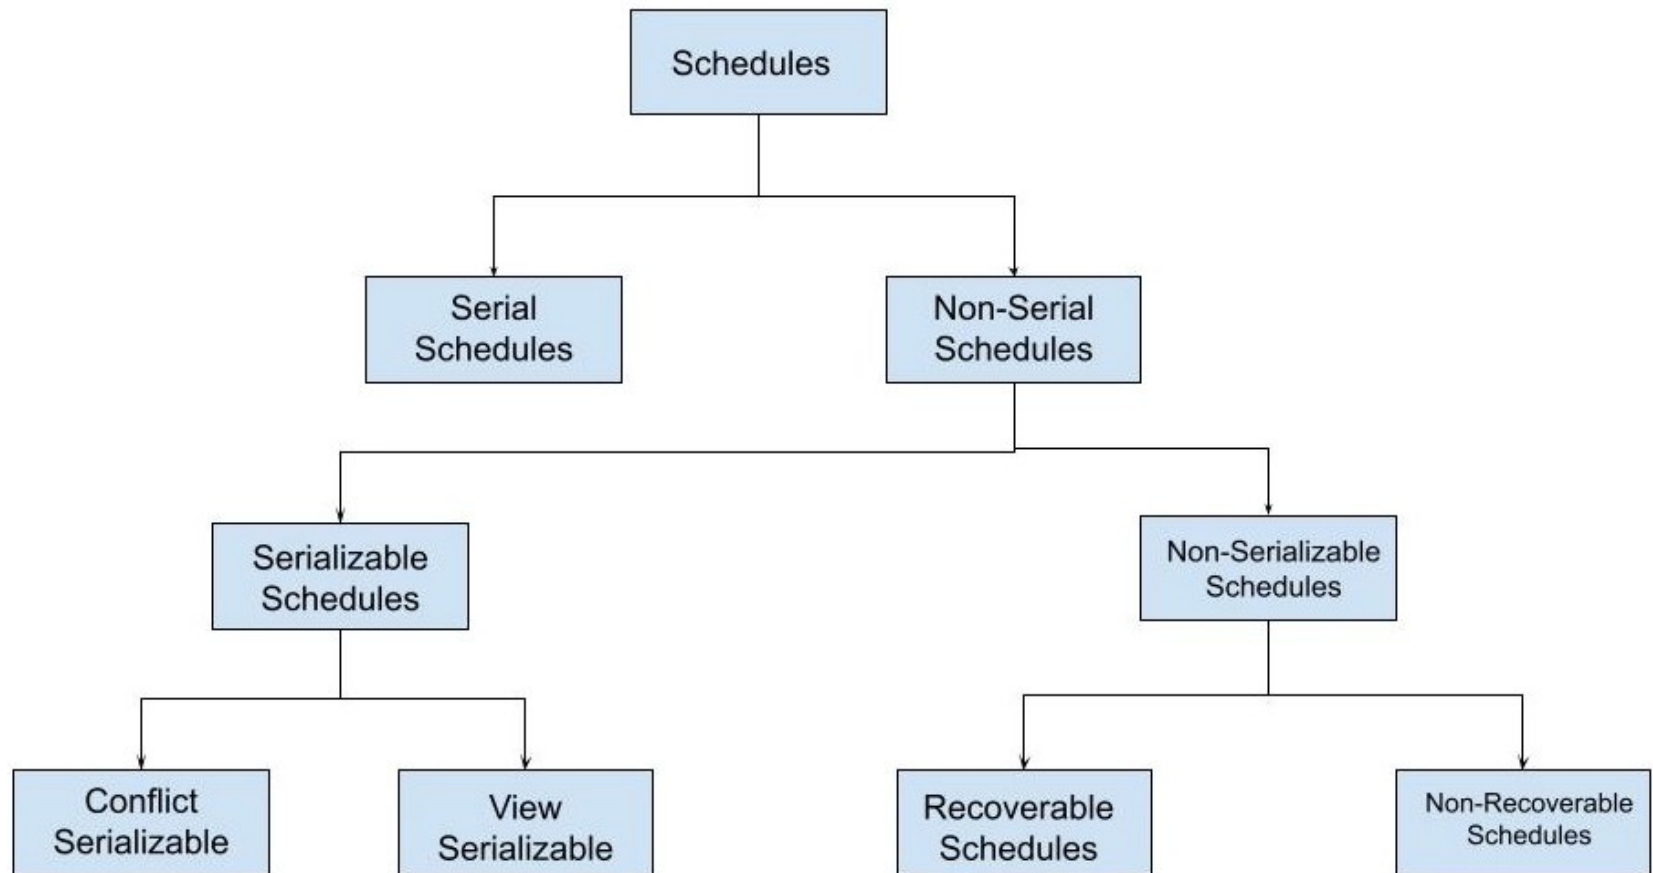 Schedules
Serial
Schedules
Non-Serial
Schedules
Serializable
Schedules
Non-Serializable
Schedules
Conflict
Serializable
View
Serializable
Recoverable
Schedules
Non-Recoverable
Schedules